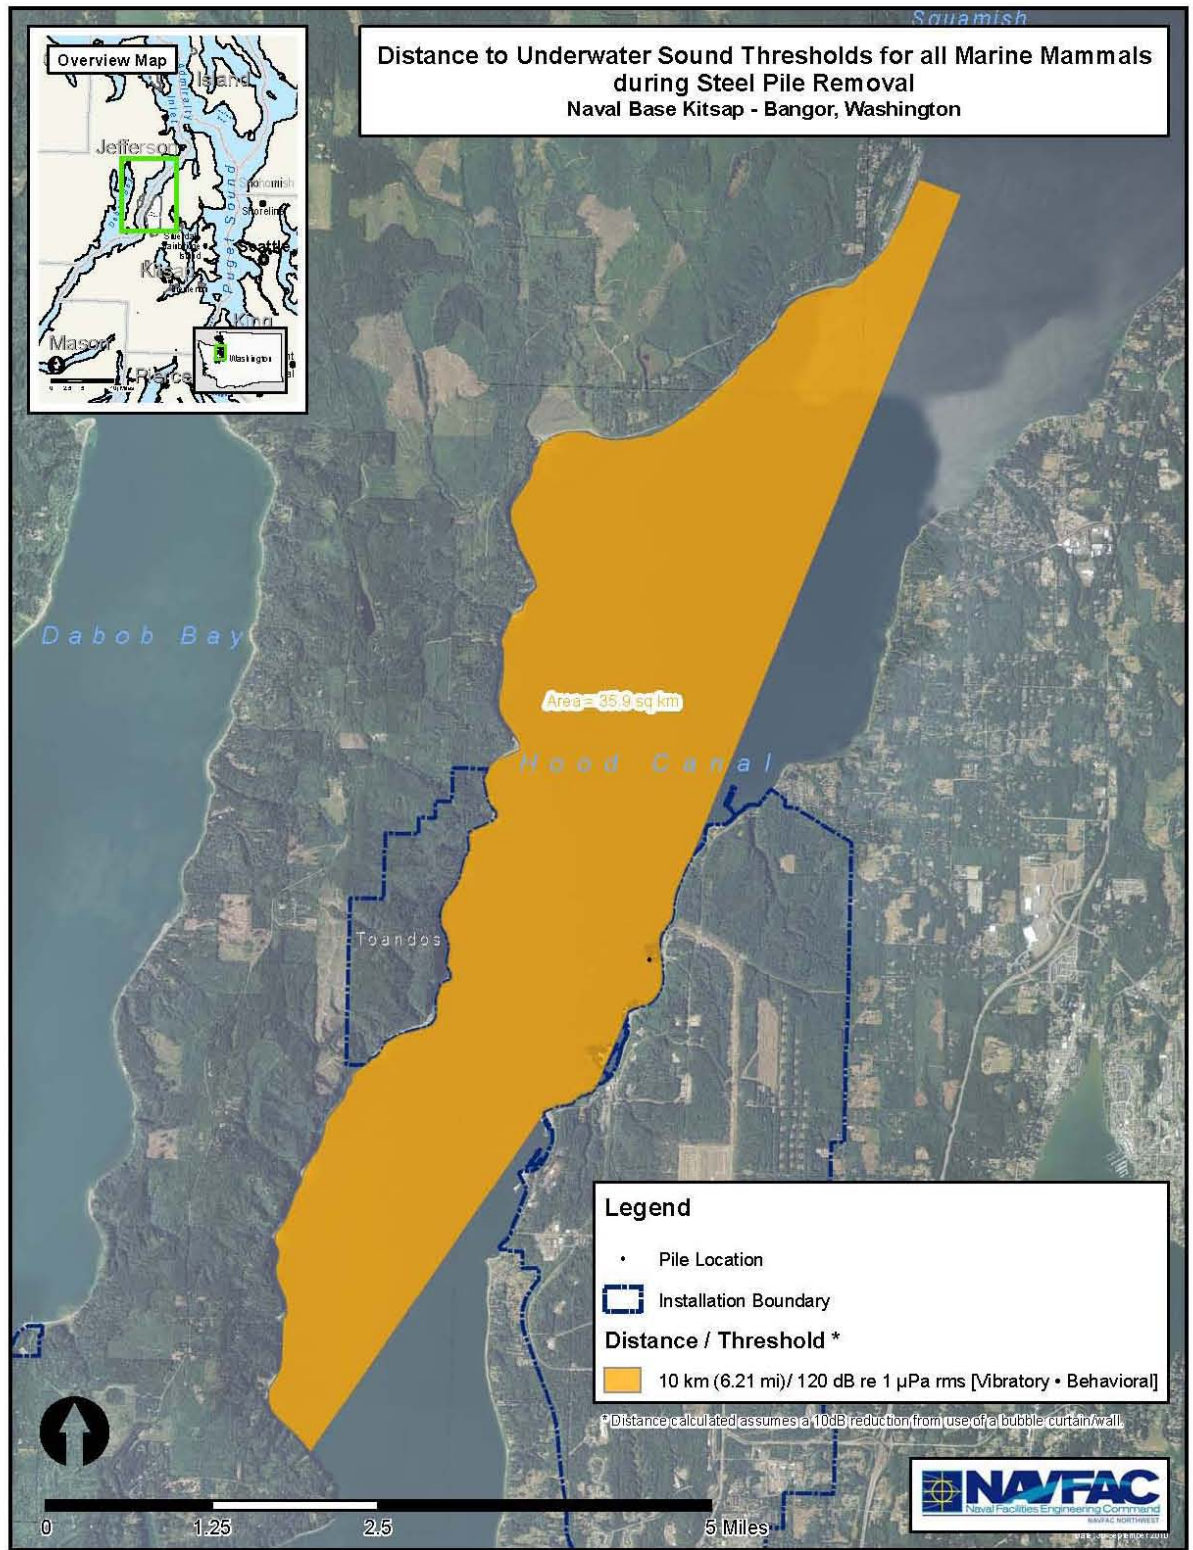 Squamish
Overview Map
Distance to Underwater Sound Thresholds for all Marine Mammals
during Steel Pile Removal
Naval Base Kitsap - Bangor, Washington
Island
Admiralty
Inlet
Jefferson
Snohomish
Shoreline
Puget Sound
Seattle
Kitsap
King
Mason
Washington
Pierce
Dabob Bay
Area = 35.9 sq km
Hood Canal
Toandos
Legend
Pile Location
Installation Boundary
Distance / Threshold *
10 km (6.21 mi)/ 120 dB re 1 µPa rms [Vibratory • Behavioral]
* Distance calculated assumes a 10dB reduction from use of a bubble curtain/wall.
NAVFAC
Naval Facilities Engineering Command
NAVFAC NORTHWEST
0 1.25 2.5 5 Miles